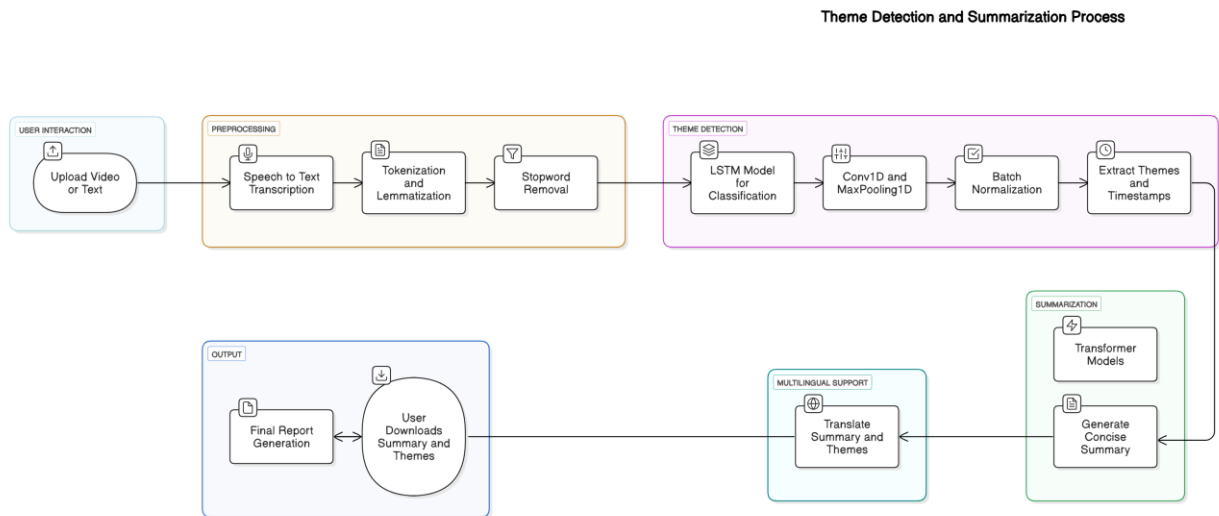 Theme Detection and Summarization Process
USER INTERACTION
Upload Video
or Text
PREPROCESSING
Speech to Text
Transcription
Tokenization
and
Lemmatization
Stopword
Removal
THEME DETECTION
LSTM Model
for
Classification
Conv1D and
MaxPooling1D
Batch
Normalization
Extract Themes
and
Timestamps
SUMMARIZATION
Transformer
Models
Generate
Concise
Summary
MULTILINGUAL SUPPORT
Translate
Summary and
Themes
OUTPUT
User
Downloads
Summary and
Themes
Final Report
Generation